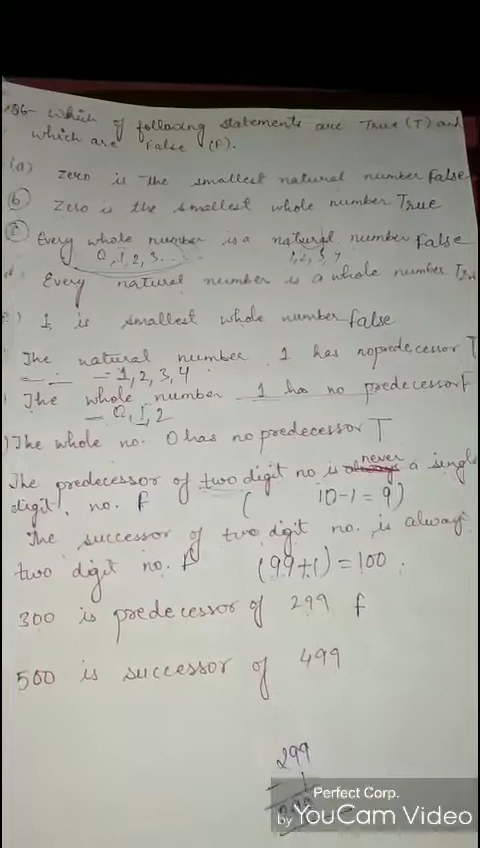 Q6- Which of following statements are True (T) and
which are False (F).
(a) Zero is the smallest natural number False
(b) Zero is the smallest whole number True
(c) Every whole number is a natural number False
0, 1, 2, 3.. 1, 2, 3, 4
Every natural number is a whole number
1 is smallest whole number false
The natural number 1 has no predecessor T
= 1, 2, 3, 4
The whole number 1 has no predecessor F
- 0, 1, 2
The whole no. 0 has no predecessor T
never
The predecessor of two digit no is always a single
digit no. F ( 10-1 = 9)
The successor of two digit no. is always
two digit no. F (99+1) = 100.
300 is predecessor of 299 f
500 is successor of 499
299
1
Perfect Corp.
by YouCam Video